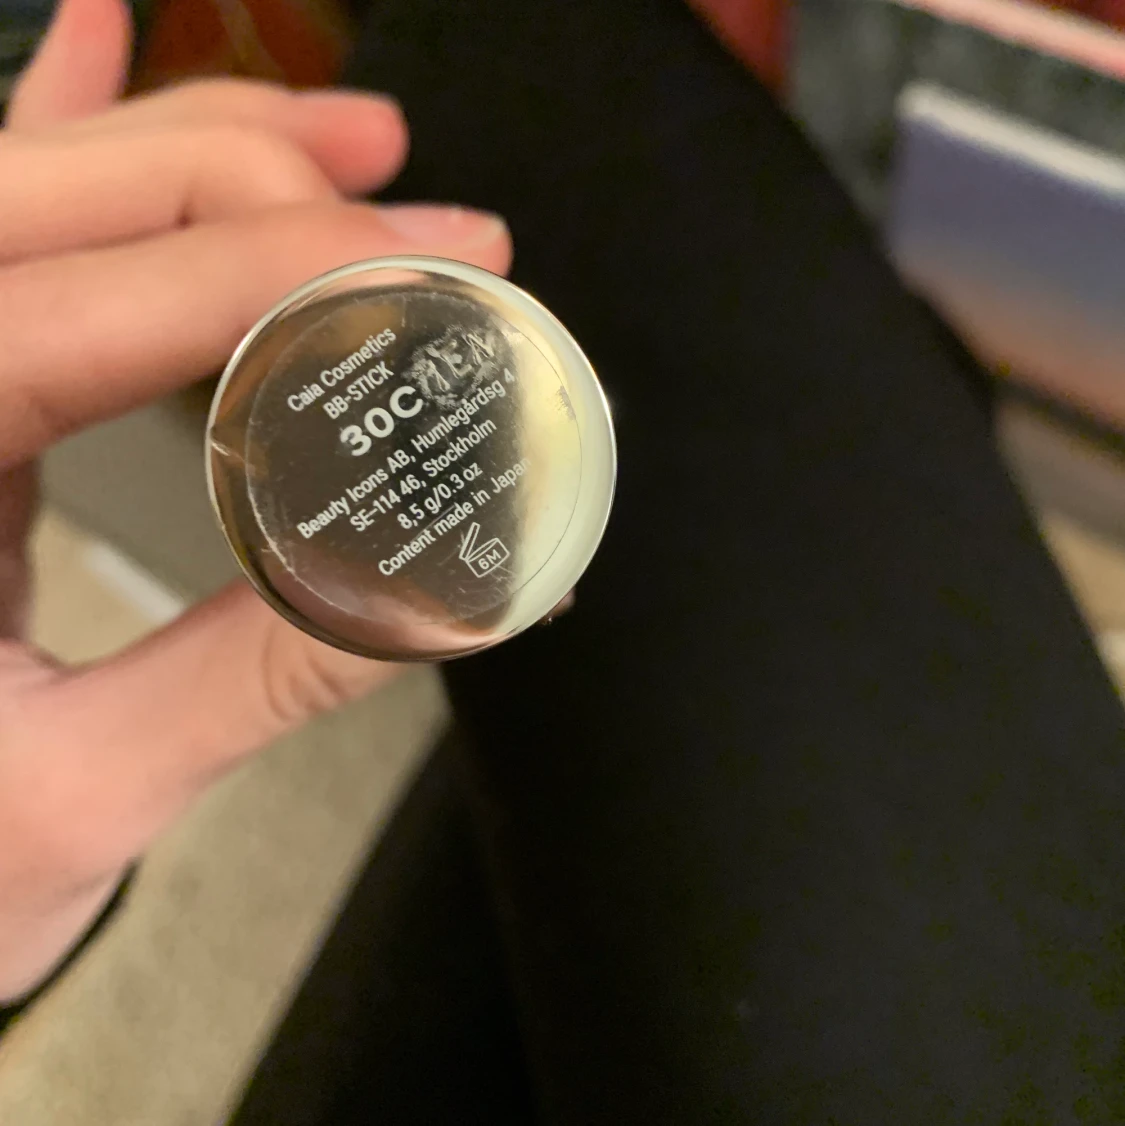 Caia Cosmetics
BB-STICK
30C
Beauty Icons AB, Humlegårdsg 4
SE-114 46, Stockholm
8,5 g/0.3 oz
Content made in Japan
6M